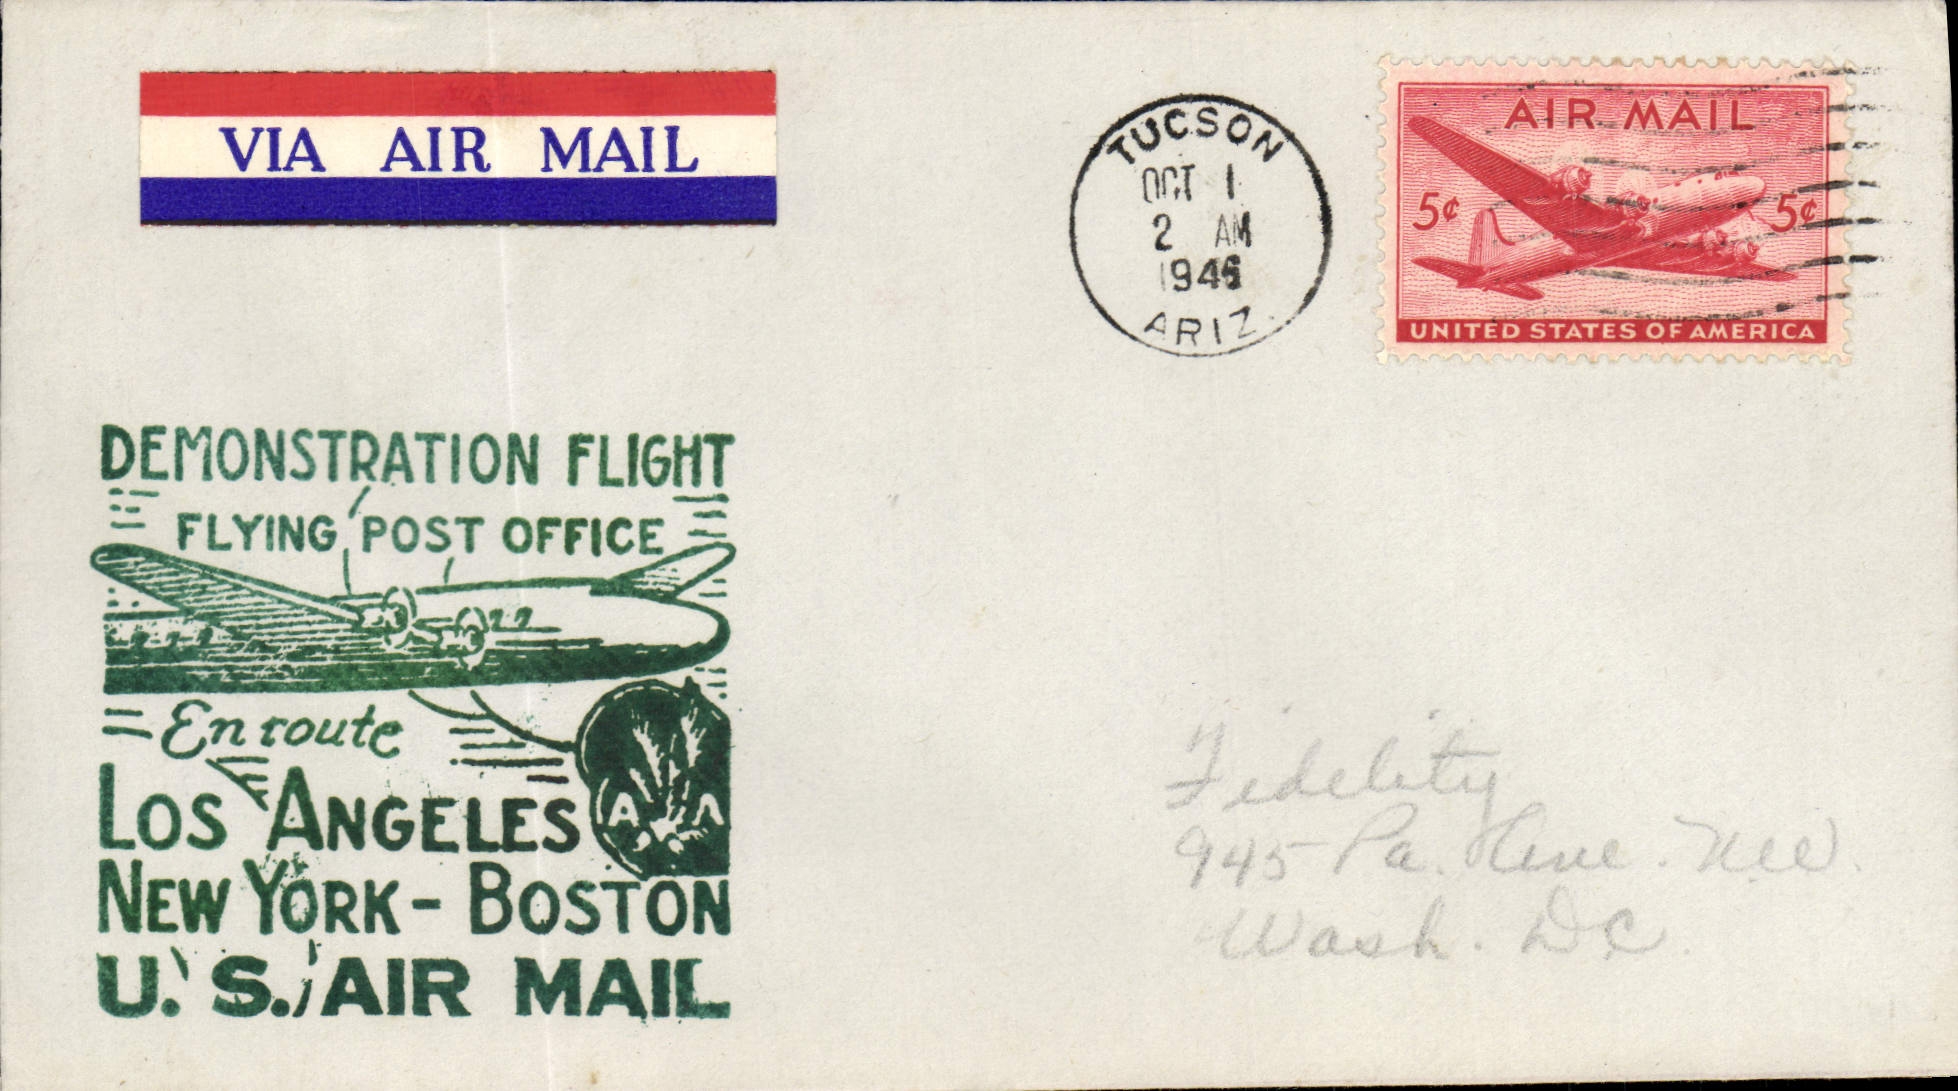 VIA AIR MAIL
TUCSON
OCT 1
2 AM
1946
ARIZ.
AIR MAIL
5¢ 5¢
UNITED STATES OF AMERICA
DEMONSTRATION FLIGHT
FLYING POST OFFICE
En route
LOS ANGELES
A A
NEW YORK - BOSTON
U. S. AIR MAIL
Fidelity
945 Pa. Ave. NW.
Wash. DC.